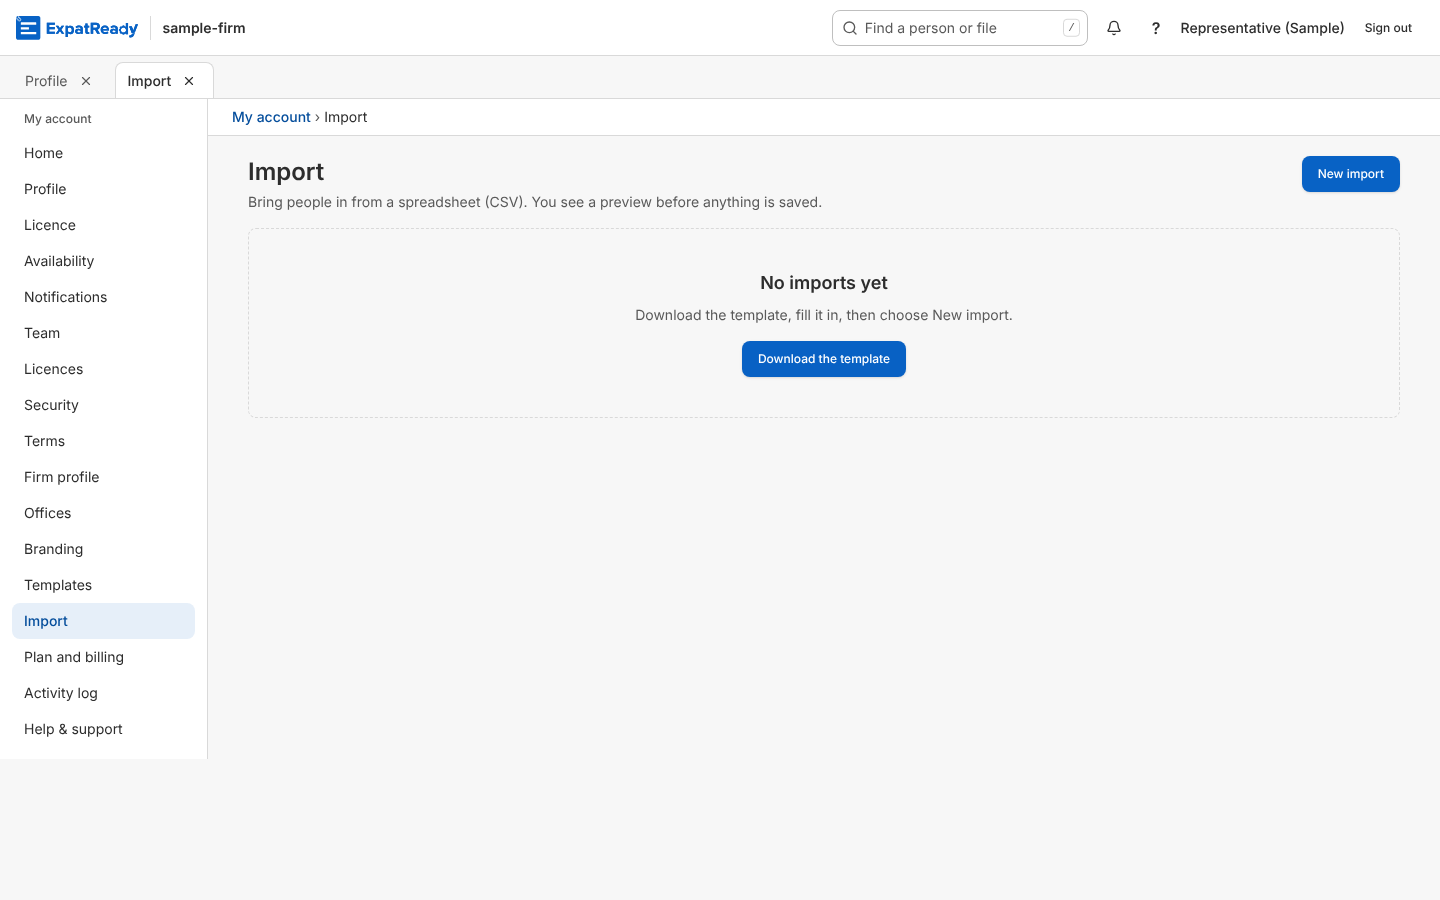 ExpatReady
sample-firm
Find a person or file
/
?
Representative (Sample)
Sign out
Profile
Import
My account
Home
Profile
Licence
Availability
Notifications
Team
Licences
Security
Terms
Firm profile
Offices
Branding
Templates
Import
Plan and billing
Activity log
Help & support
My account › Import
Import
New import
Bring people in from a spreadsheet (CSV). You see a preview before anything is saved.
No imports yet
Download the template, fill it in, then choose New import.
Download the template